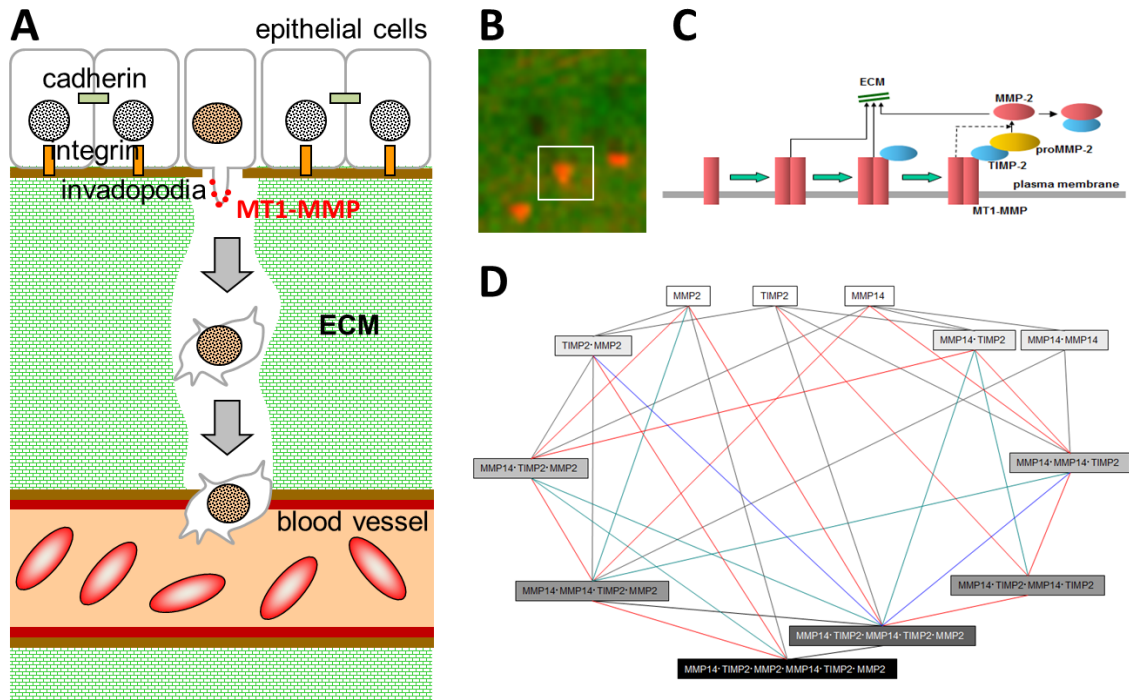 A
epithelial cells
cadherin
integrin
invadopodia
MT1-MMP
ECM
blood vessel
B
C
ECM
MMP-2
proMMP-2
TIMP-2
plasma membrane
MT1-MMP
D
MMP2
TIMP2
MMP14
TIMP2·MMP2
MMP14·TIMP2
MMP14·MMP14
MMP14·TIMP2·MMP2
MMP14·MMP14·TIMP2
MMP14·MMP14·TIMP2·MMP2
MMP14·TIMP2·MMP14·TIMP2
MMP14·TIMP2·MMP14·TIMP2·MMP2
MMP14·TIMP2·MMP2·MMP14·TIMP2·MMP2